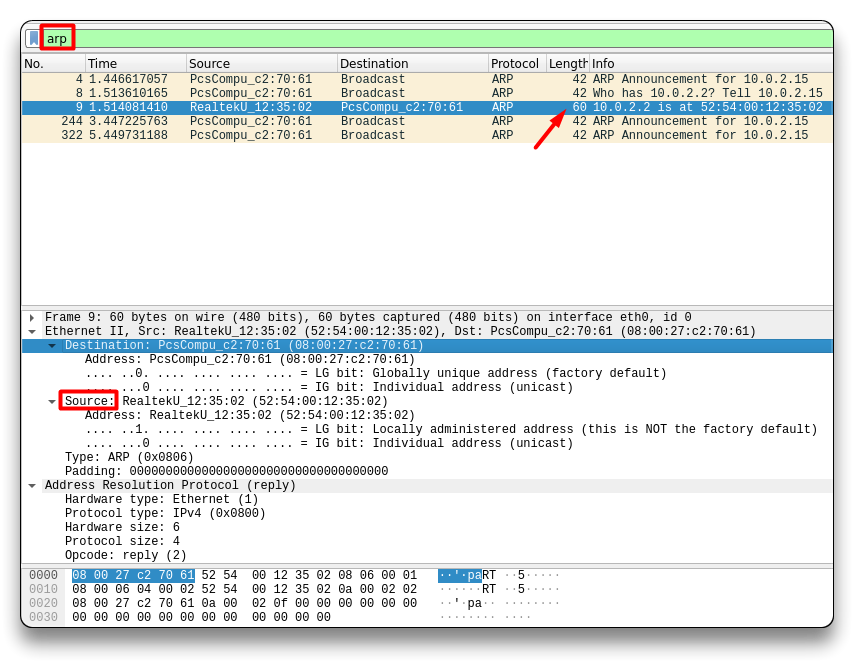 arp
No. Time Source Destination Protocol Length Info
4 1.446617057 PcsCompu_c2:70:61 Broadcast ARP 42 ARP Announcement for 10.0.2.15
8 1.513610165 PcsCompu_c2:70:61 Broadcast ARP 42 Who has 10.0.2.2? Tell 10.0.2.15
9 1.514081410 RealtekU_12:35:02 PcsCompu_c2:70:61 ARP 60 10.0.2.2 is at 52:54:00:12:35:02
244 3.447225763 PcsCompu_c2:70:61 Broadcast ARP 42 ARP Announcement for 10.0.2.15
322 5.449731188 PcsCompu_c2:70:61 Broadcast ARP 42 ARP Announcement for 10.0.2.15
Frame 9: 60 bytes on wire (480 bits), 60 bytes captured (480 bits) on interface eth0, id 0
Ethernet II, Src: RealtekU_12:35:02 (52:54:00:12:35:02), Dst: PcsCompu_c2:70:61 (08:00:27:c2:70:61)
Destination: PcsCompu_c2:70:61 (08:00:27:c2:70:61)
Address: PcsCompu_c2:70:61 (08:00:27:c2:70:61)
.... ..0. .... .... .... .... = LG bit: Globally unique address (factory default)
.... ...0 .... .... .... .... = IG bit: Individual address (unicast)
Source: RealtekU_12:35:02 (52:54:00:12:35:02)
Address: RealtekU_12:35:02 (52:54:00:12:35:02)
.... ..1. .... .... .... .... = LG bit: Locally administered address (this is NOT the factory default)
.... ...0 .... .... .... .... = IG bit: Individual address (unicast)
Type: ARP (0x0806)
Padding: 000000000000000000000000000000000000
Address Resolution Protocol (reply)
Hardware type: Ethernet (1)
Protocol type: IPv4 (0x0800)
Hardware size: 6
Protocol size: 4
Opcode: reply (2)
0000 08 00 27 c2 70 61 52 54 00 12 35 02 08 06 00 01 ··'·paRT ··5·····
0010 08 00 06 04 00 02 52 54 00 12 35 02 0a 00 02 02 ······RT ··5·····
0020 08 00 27 c2 70 61 0a 00 02 0f 00 00 00 00 00 00 ··'·pa·· ········
0030 00 00 00 00 00 00 00 00 00 00 00 00 ········ ····